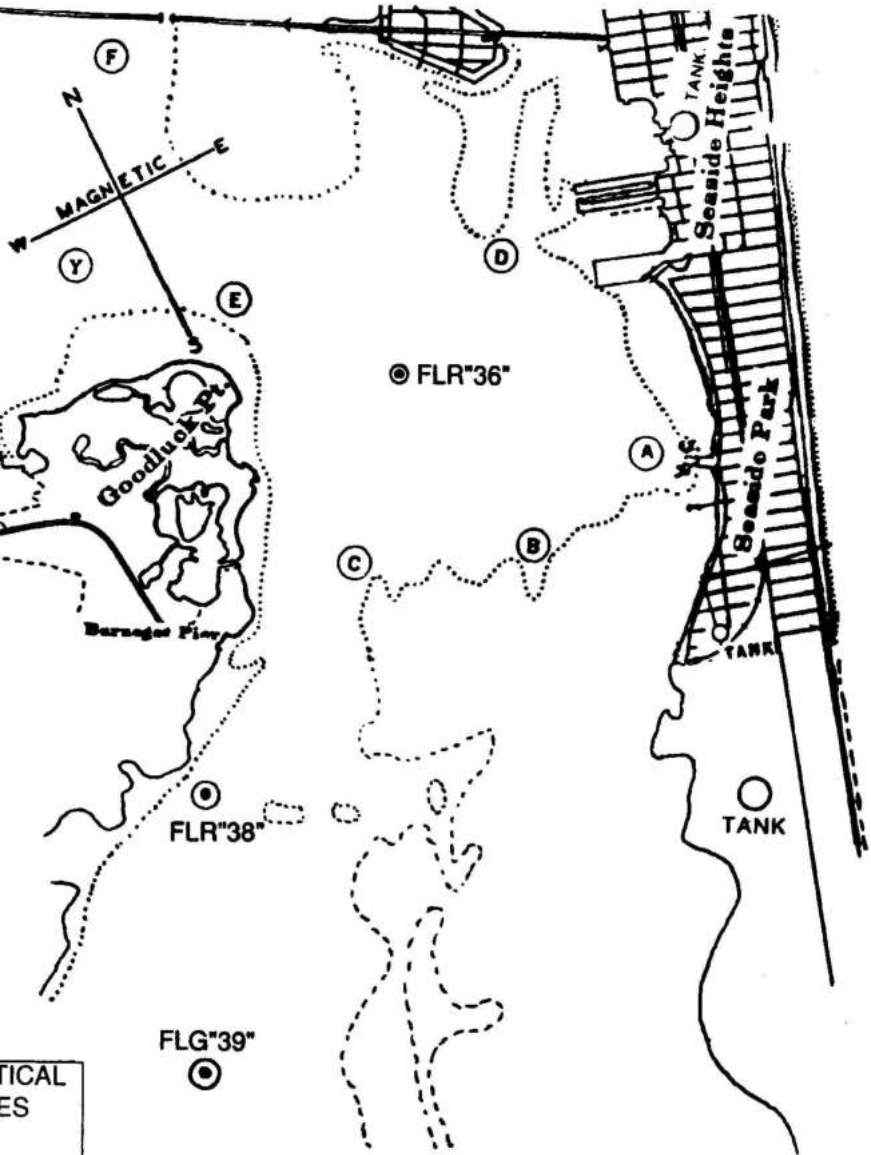 F
TANK
Seaside Heights
N
E
MAGNETIC
W
Y
D
E
S
FLR"36"
Goodluck Pt.
A
Seaside Park
B
C
Barnegat Pier
TANK
FLR"38"
TANK
FLG"39"
TICAL
ES